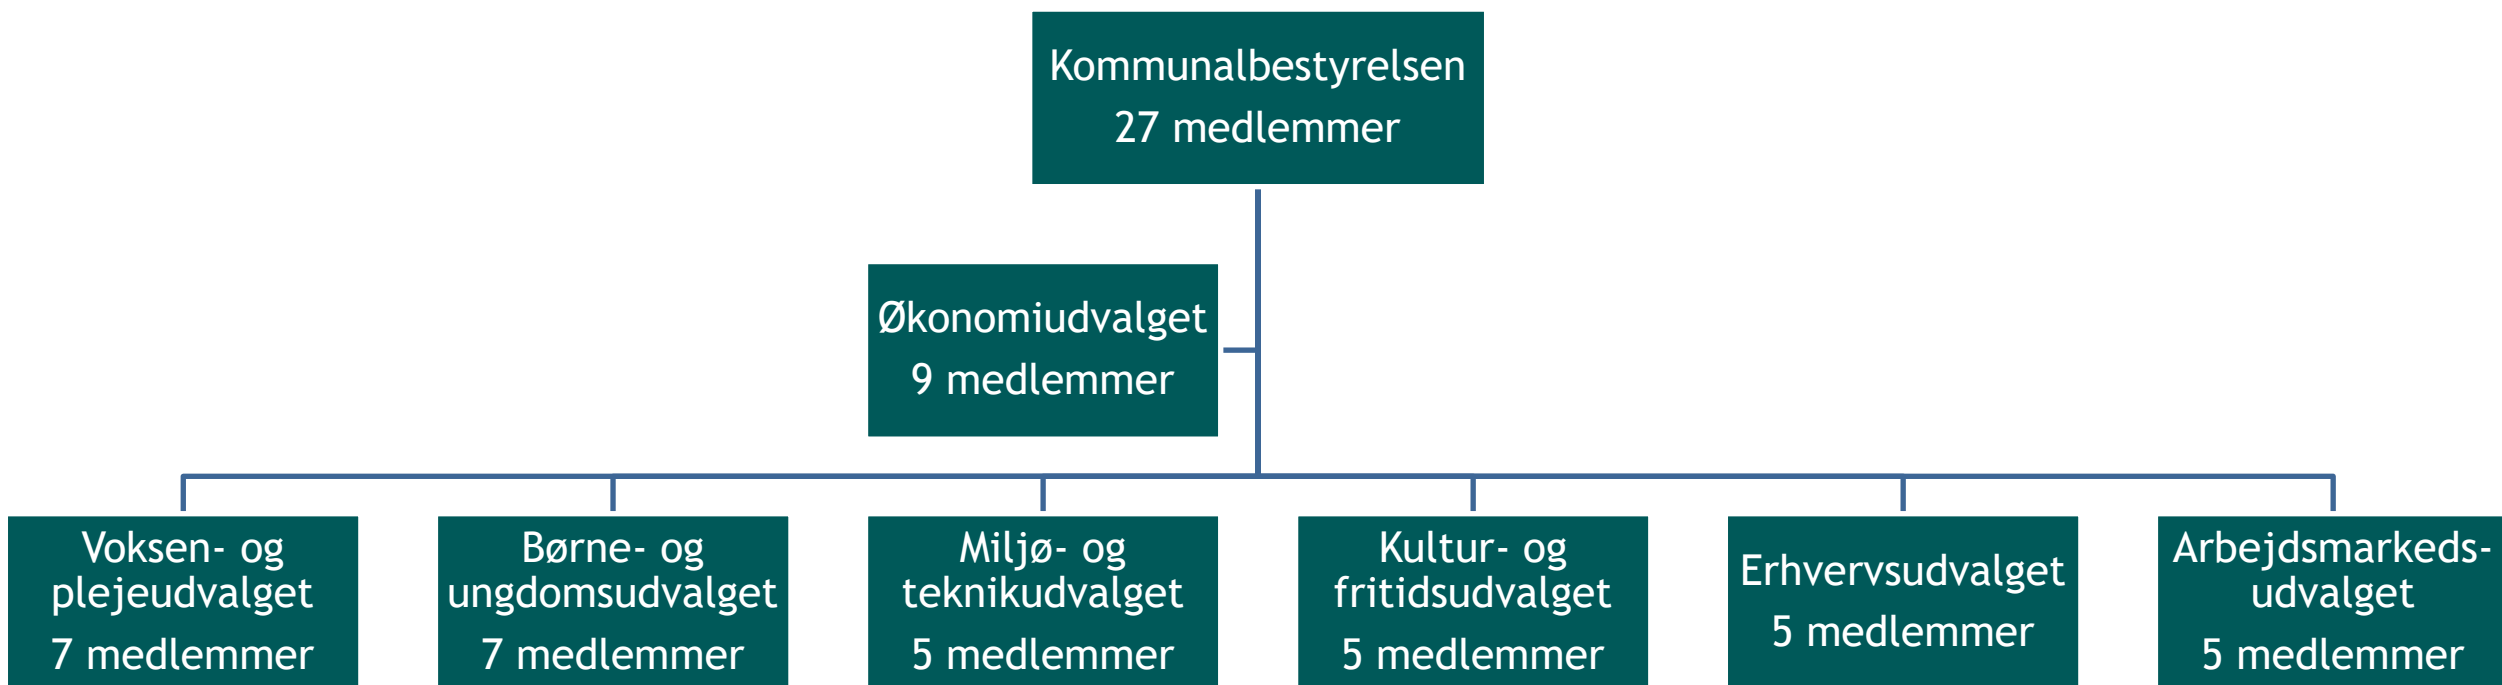 Kommunalbestyrelsen
27 medlemmer
Økonomiudvalget
9 medlemmer
Voksen- og
plejeudvalget
7 medlemmer
Børne- og
ungdomsudvalget
7 medlemmer
Miljø- og
teknikudvalget
5 medlemmer
Kultur- og
fritidsudvalget
5 medlemmer
Erhvervsudvalget
5 medlemmer
Arbejdsmarkeds-
udvalget
5 medlemmer